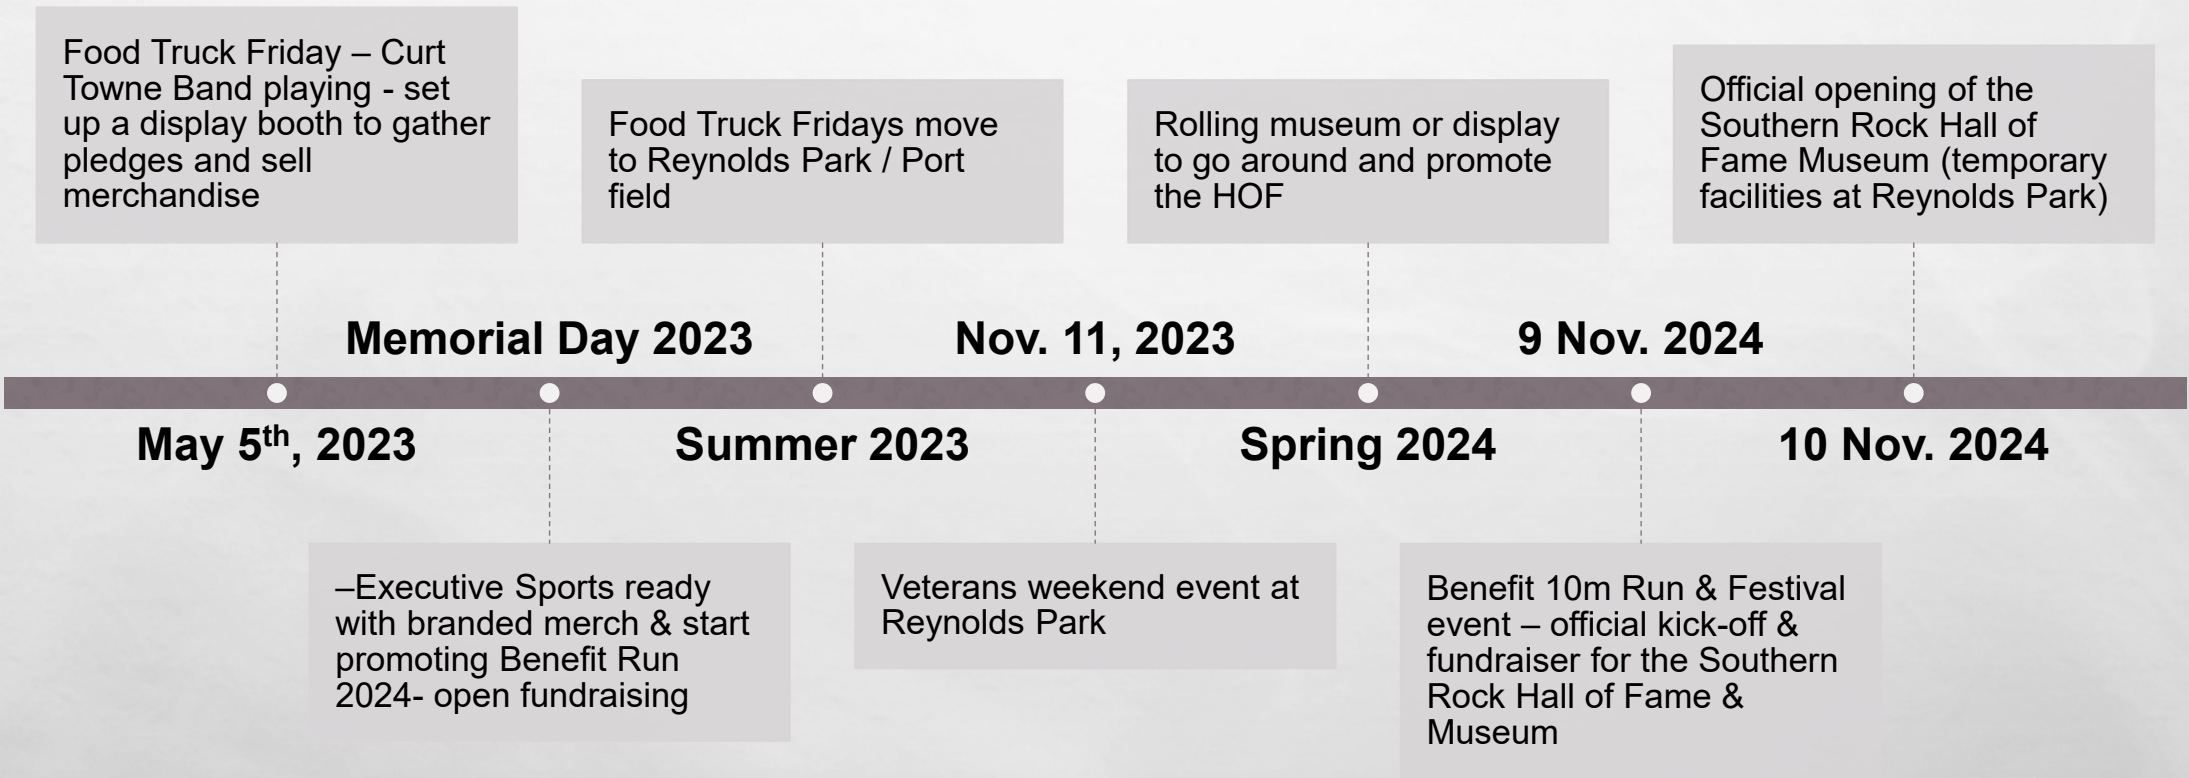 Food Truck Friday – Curt
Towne Band playing - set
up a display booth to gather
pledges and sell
merchandise
Food Truck Fridays move
to Reynolds Park / Port
field
Rolling museum or display
to go around and promote
the HOF
Official opening of the
Southern Rock Hall of
Fame Museum (temporary
facilities at Reynolds Park)
Memorial Day 2023
Nov. 11, 2023
9 Nov. 2024
May 5th, 2023
Summer 2023
Spring 2024
10 Nov. 2024
–Executive Sports ready
with branded merch & start
promoting Benefit Run
2024- open fundraising
Veterans weekend event at
Reynolds Park
Benefit 10m Run & Festival
event – official kick-off &
fundraiser for the Southern
Rock Hall of Fame &
Museum